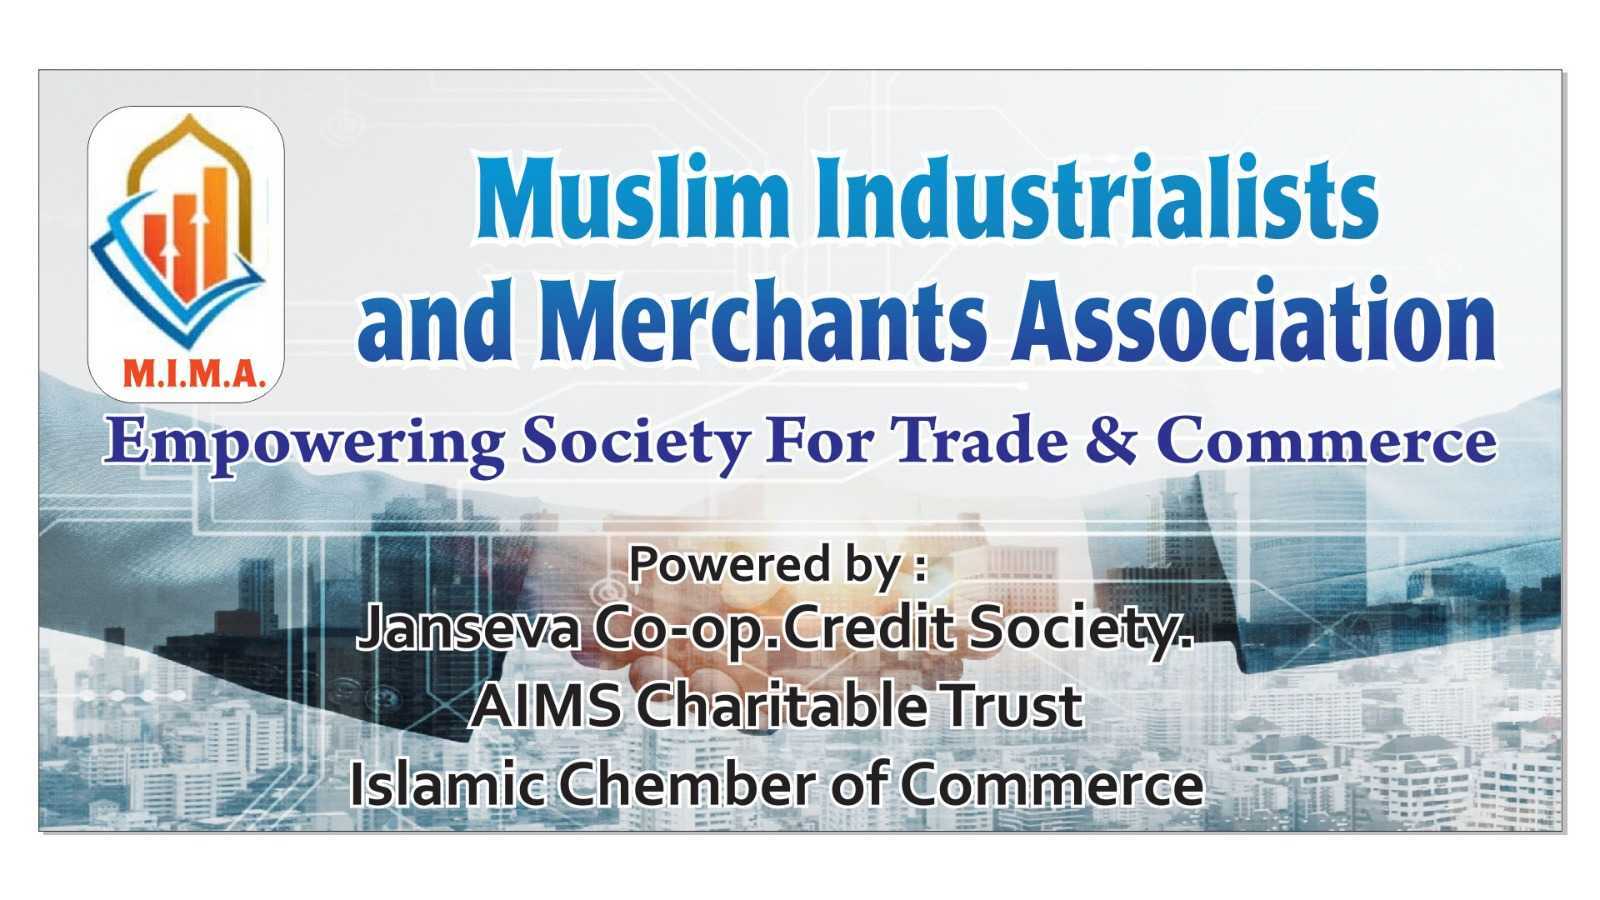 M.I.M.A.
Muslim Industrialists
and Merchants Association
Empowering Society For Trade & Commerce
Powered by :
Janseva Co-op.Credit Society.
AIMS Charitable Trust
Islamic Chember of Commerce